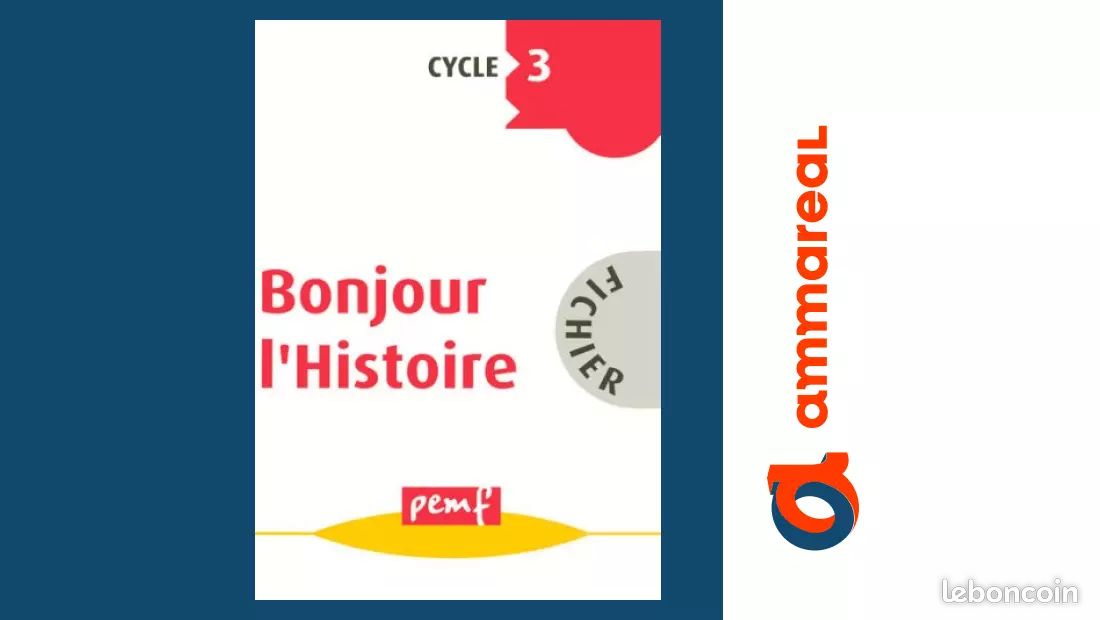 CYCLE 3
Bonjour
l'Histoire
FICHIER
pemf
ammareal
leboncoin